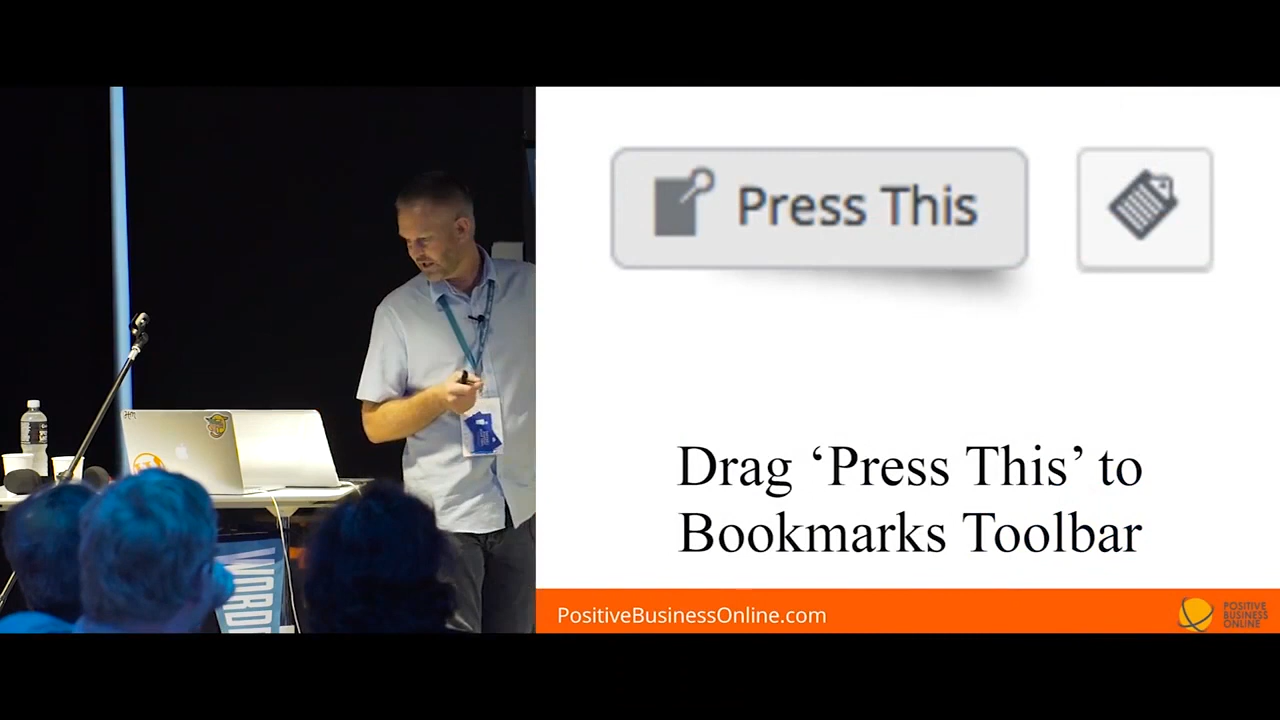 Press This
Drag ‘Press This’ to
Bookmarks Toolbar
PositiveBusinessOnline.com
POSITIVE
BUSINESS
ONLINE